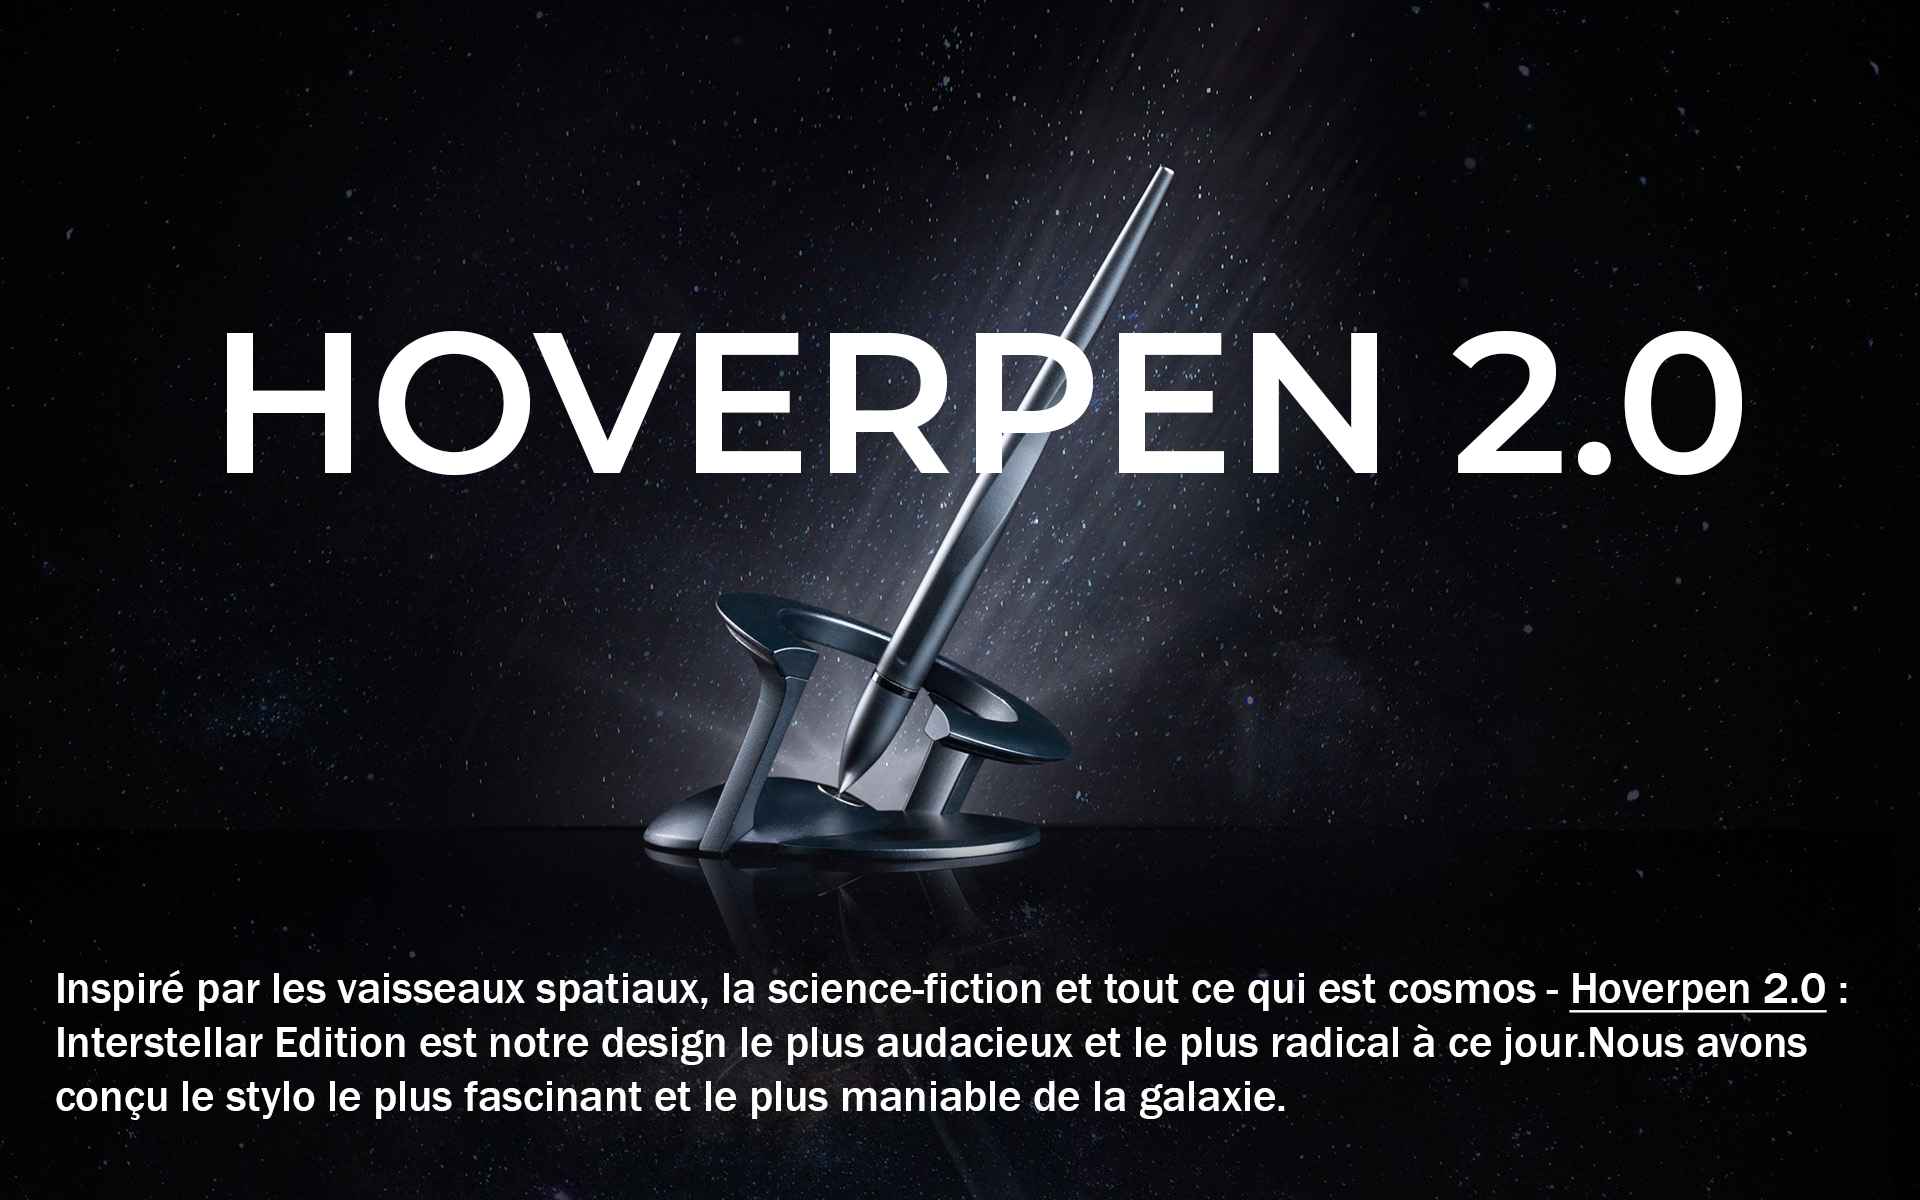 HOVERPEN 2.0
Inspiré par les vaisseaux spatiaux, la science-fiction et tout ce qui est cosmos - Hoverpen 2.0 :
Interstellar Edition est notre design le plus audacieux et le plus radical à ce jour.Nous avons
conçu le stylo le plus fascinant et le plus maniable de la galaxie.